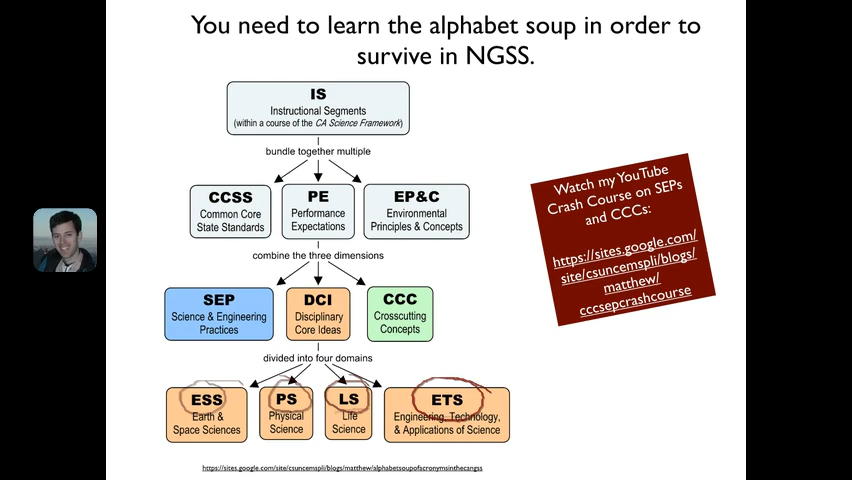 You need to learn the alphabet soup in order to
survive in NGSS.
IS
Instructional Segments
(within a course of the CA Science Framework)
bundle together multiple
CCSS
Common Core
State Standards
PE
Performance
Expectations
EP&C
Environmental
Principles & Concepts
combine the three dimensions
SEP
Science & Engineering
Practices
DCI
Disciplinary
Core Ideas
CCC
Crosscutting
Concepts
divided into four domains
ESS
Earth &
Space Sciences
PS
Physical
Science
LS
Life
Science
ETS
Engineering, Technology,
& Applications of Science
https://sites.google.com/site/csuncemspli/blogs/matthew/alphabetsoupofacronymsinthecangss
Watch my YouTube
Crash Course on SEPs
and CCCs:
https://sites.google.com/
site/csuncemspli/blogs/
matthew/
cccsepcrashcourse